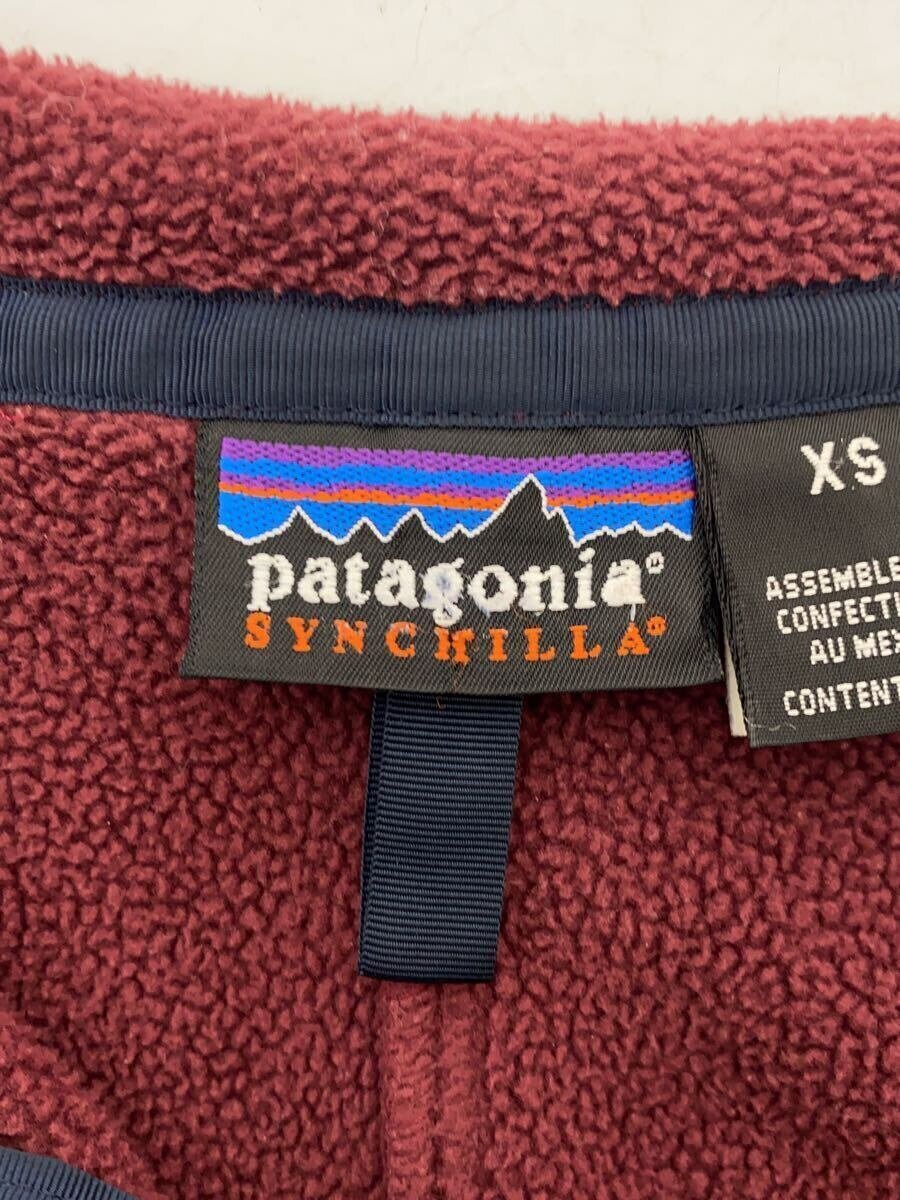 patagonia®
SYNCHILLA®
XS
ASSEMBLE
CONFECTI
AU MEX
CONTENT